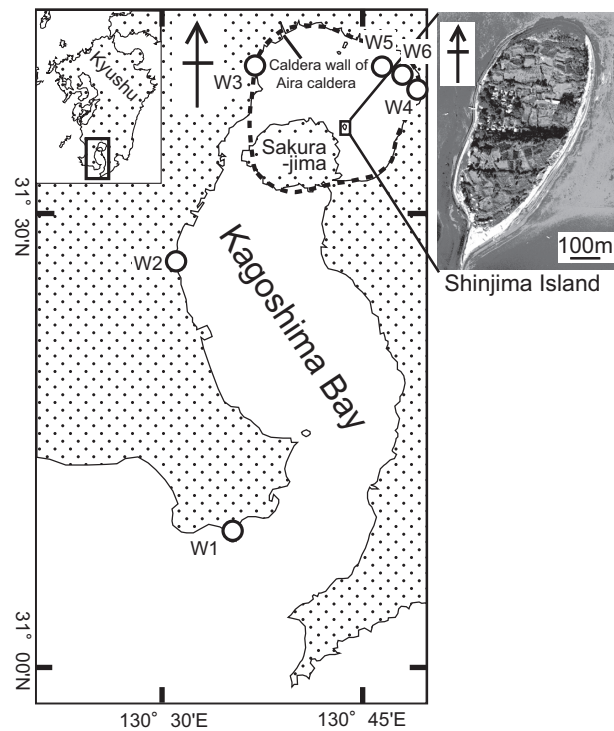 Kyushu
W3
Caldera wall of
Aira caldera
W5
W6
W4
Sakura
-jima
100m
Shinjima Island
31° 30'N
W2
Kagoshima Bay
W1
31° 00'N
130° 30'E
130° 45'E